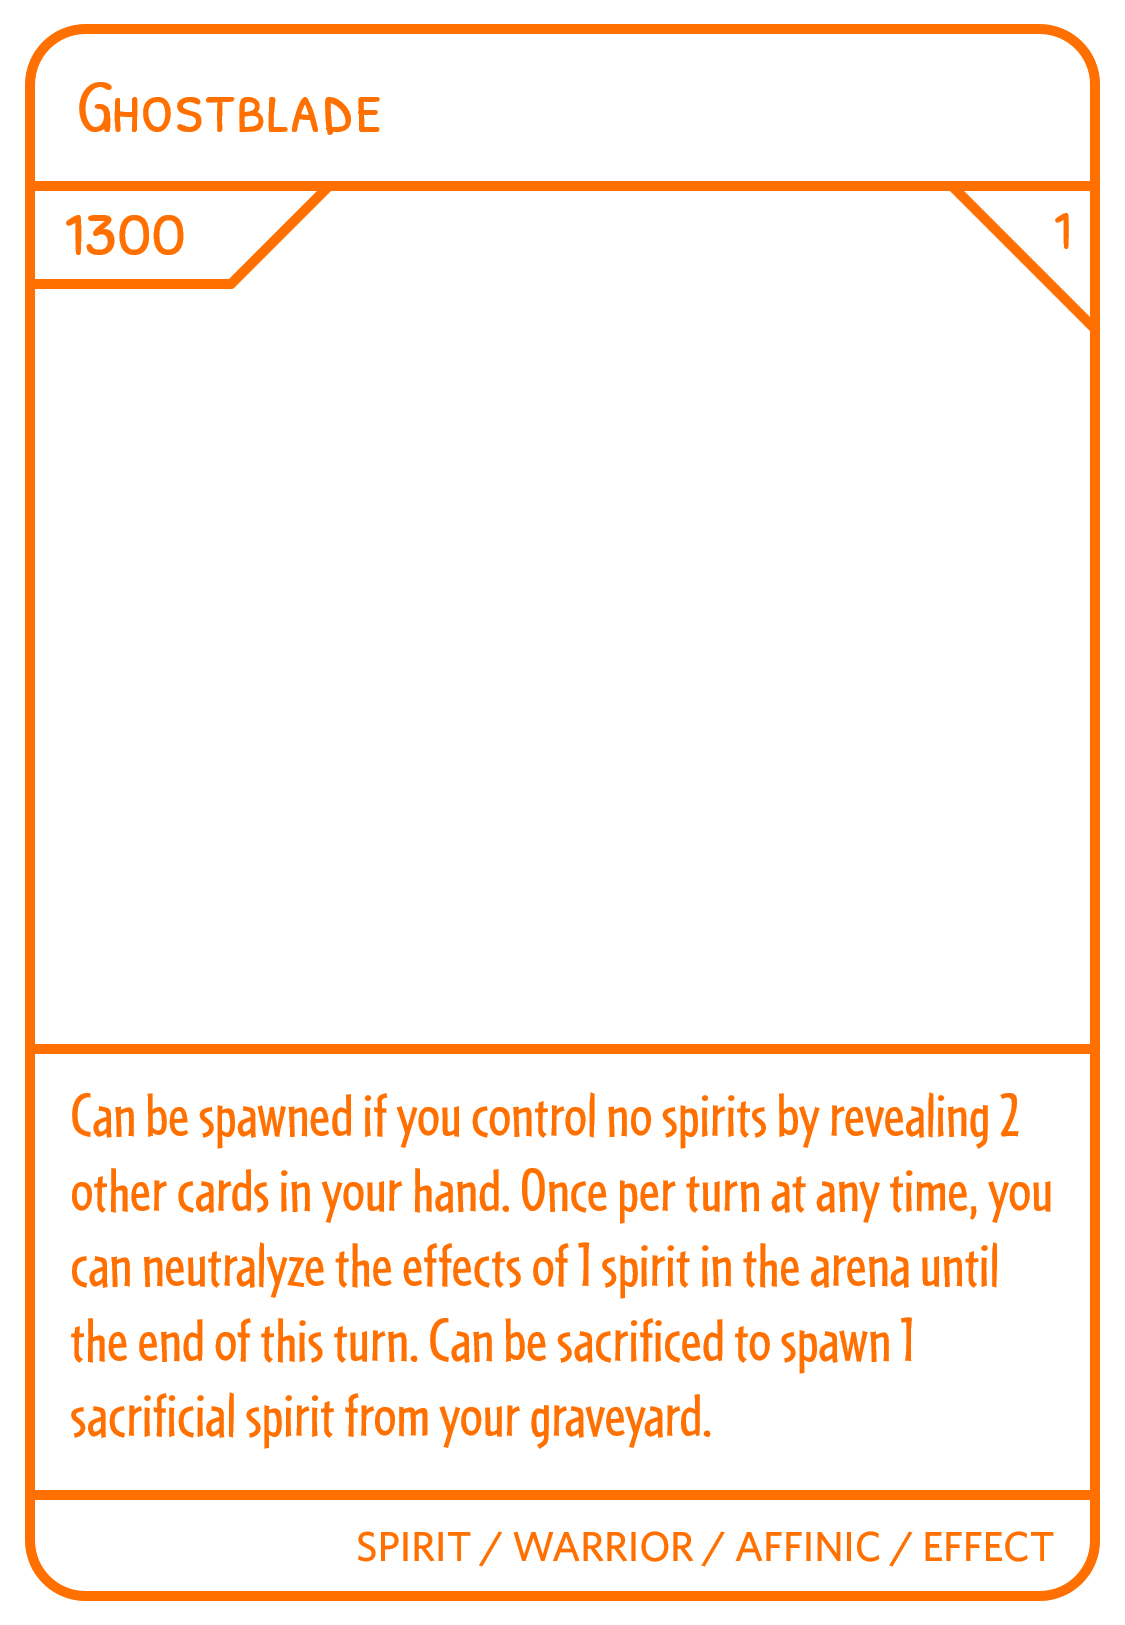 Ghostblade
1300
1
Can be spawned if you control no spirits by revealing 2
other cards in your hand. Once per turn at any time, you
can neutralyze the effects of 1 spirit in the arena until
the end of this turn. Can be sacrificed to spawn 1
sacrificial spirit from your graveyard.
SPIRIT / WARRIOR / AFFINIC / EFFECT